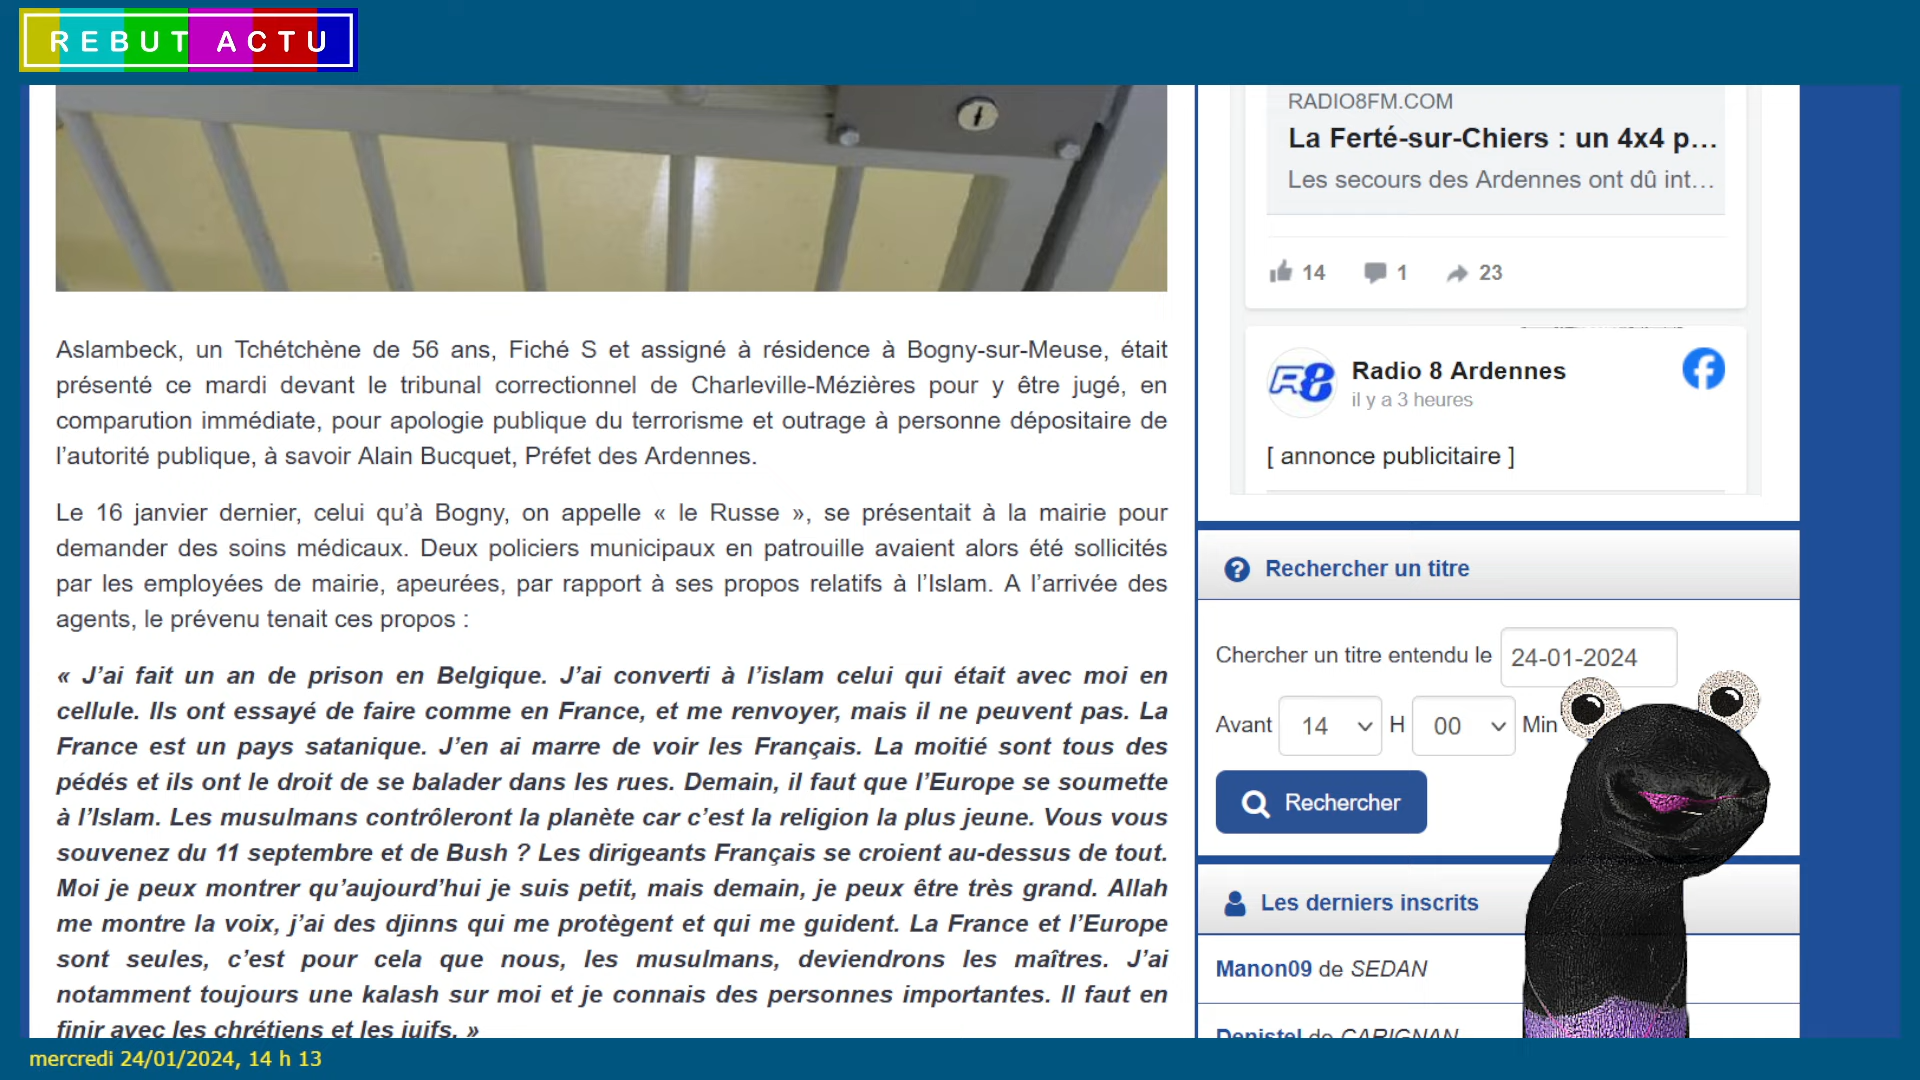 REBUT ACTU
Aslambeck, un Tchétchène de 56 ans, Fiché S et assigné à résidence à Bogny-sur-Meuse, était
présenté ce mardi devant le tribunal correctionnel de Charleville-Mézières pour y être jugé, en
comparution immédiate, pour apologie publique du terrorisme et outrage à personne dépositaire de
l’autorité publique, à savoir Alain Bucquet, Préfet des Ardennes.
Le 16 janvier dernier, celui qu’à Bogny, on appelle « le Russe », se présentait à la mairie pour
demander des soins médicaux. Deux policiers municipaux en patrouille avaient alors été sollicités
par les employées de mairie, apeurées, par rapport à ses propos relatifs à l’Islam. A l’arrivée des
agents, le prévenu tenait ces propos :
« J’ai fait un an de prison en Belgique. J’ai converti à l’islam celui qui était avec moi en
cellule. Ils ont essayé de faire comme en France, et me renvoyer, mais il ne peuvent pas. La
France est un pays satanique. J’en ai marre de voir les Français. La moitié sont tous des
pédés et ils ont le droit de se balader dans les rues. Demain, il faut que l’Europe se soumette
à l’Islam. Les musulmans contrôleront la planète car c’est la religion la plus jeune. Vous vous
souvenez du 11 septembre et de Bush ? Les dirigeants Français se croient au-dessus de tout.
Moi je peux montrer qu’aujourd’hui je suis petit, mais demain, je peux être très grand. Allah
me montre la voix, j’ai des djinns qui me protègent et qui me guident. La France et l’Europe
sont seules, c’est pour cela que nous, les musulmans, deviendrons les maîtres. J’ai
notamment toujours une kalash sur moi et je connais des personnes importantes. Il faut en
finir avec les chrétiens et les juifs. »
RADIO8FM.COM
La Ferté-sur-Chiers : un 4x4 p...
Les secours des Ardennes ont dû int...
14 1 23
R8
Radio 8 Ardennes
il y a 3 heures
[ annonce publicitaire ]
Rechercher un titre
Chercher un titre entendu le 24-01-2024
Avant 14 H 00 Min
Rechercher
Les derniers inscrits
Manon09 de SEDAN
Denistel de CARIGNAN
mercredi 24/01/2024, 14 h 13